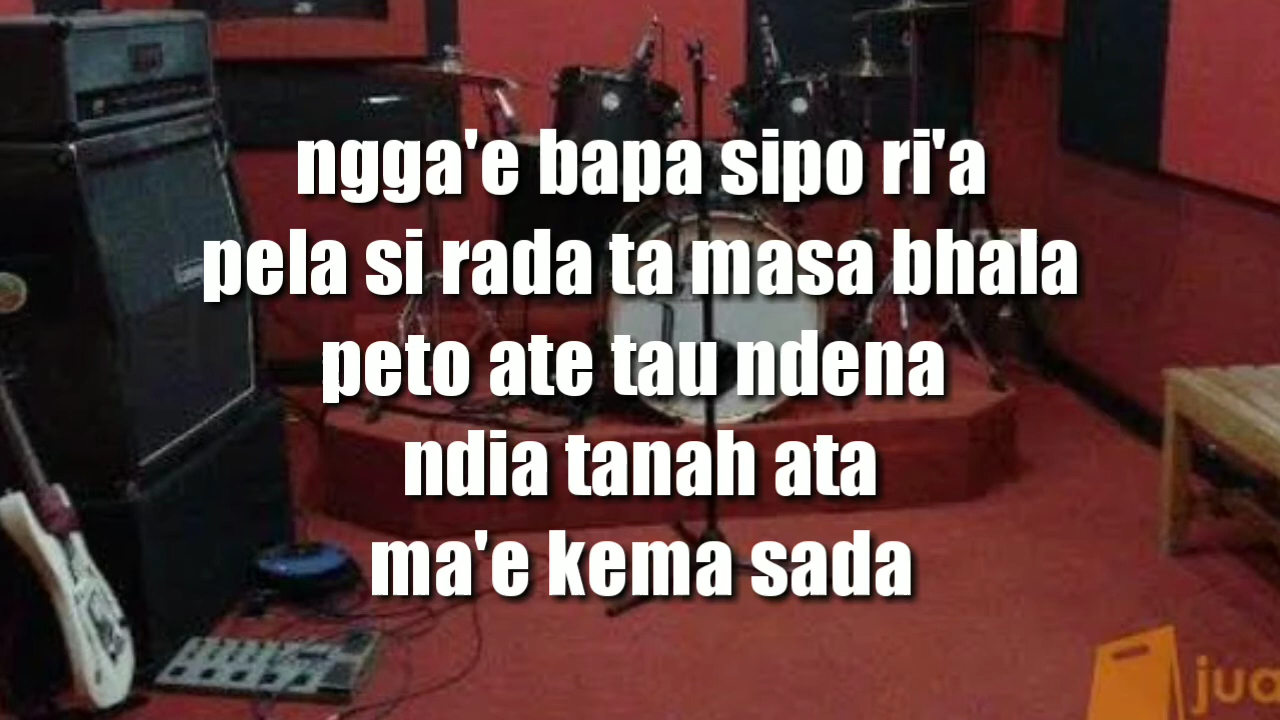 ngga'e bapa sipo ri'a
pela si rada ta masa bhala
peto ate tau ndena
ndia tanah ata
ma'e kema sada